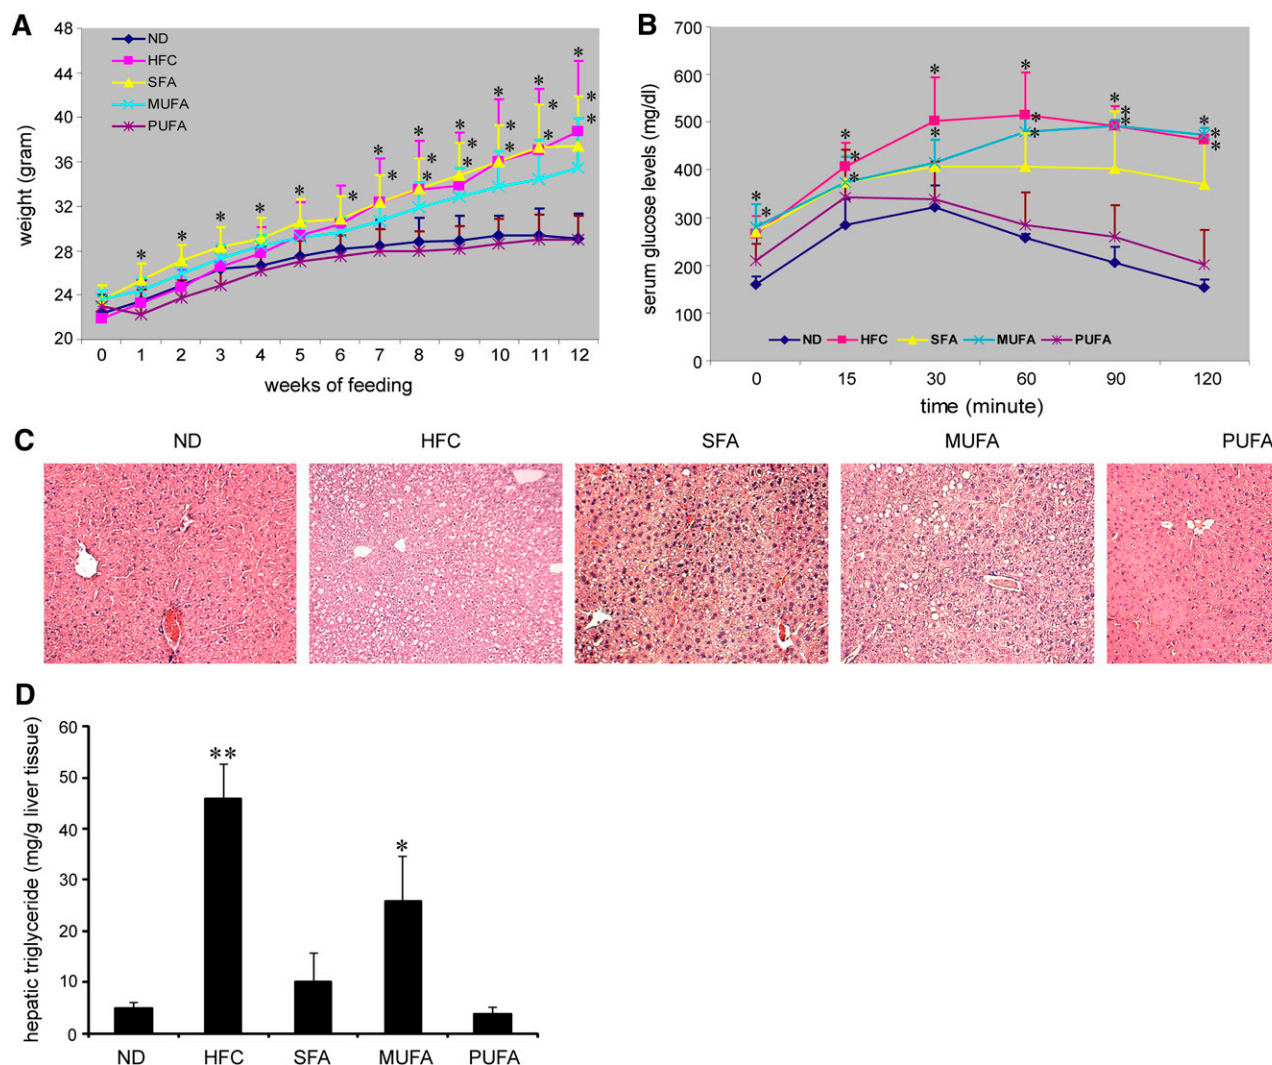 A
48
44
40
36
32
28
24
20
weight (gram)
ND
HFC
SFA
MUFA
PUFA
* * * * * * * * * * * *
* * * * * * *
* * * * *
0 1 2 3 4 5 6 7 8 9 10 11 12
weeks of feeding
B
700
600
500
400
300
200
100
0
serum glucose levels (mg/dl)
* * * * * *
* * * * *
* * * *
ND HFC SFA MUFA PUFA
0 15 30 60 90 120
time (minute)
C
ND HFC SFA MUFA PUFA
D
hepatic triglyceride (mg/g liver tissue)
60
50
40
30
20
10
0
**
*
ND HFC SFA MUFA PUFA